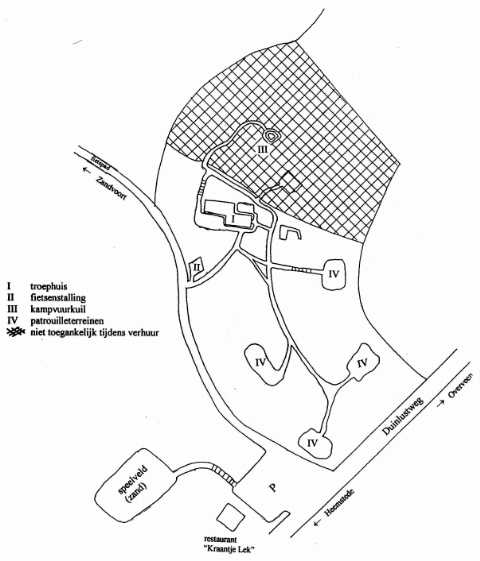 III
fietspad
← Zandvoort
I
II
IV
I troephuis
II fietsenstalling
III kampvuurkuil
IV patrouilleterreinen
niet toegankelijk tijdens verhuur
IV
IV
IV
Duinlustweg
→ Overveen
← Heemstede
speelveld
(zand)
P
restaurant
"Kraantje Lek"